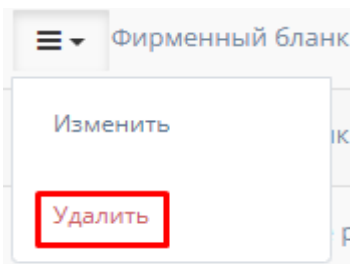 Фирменный бланк
Изменить
Удалить